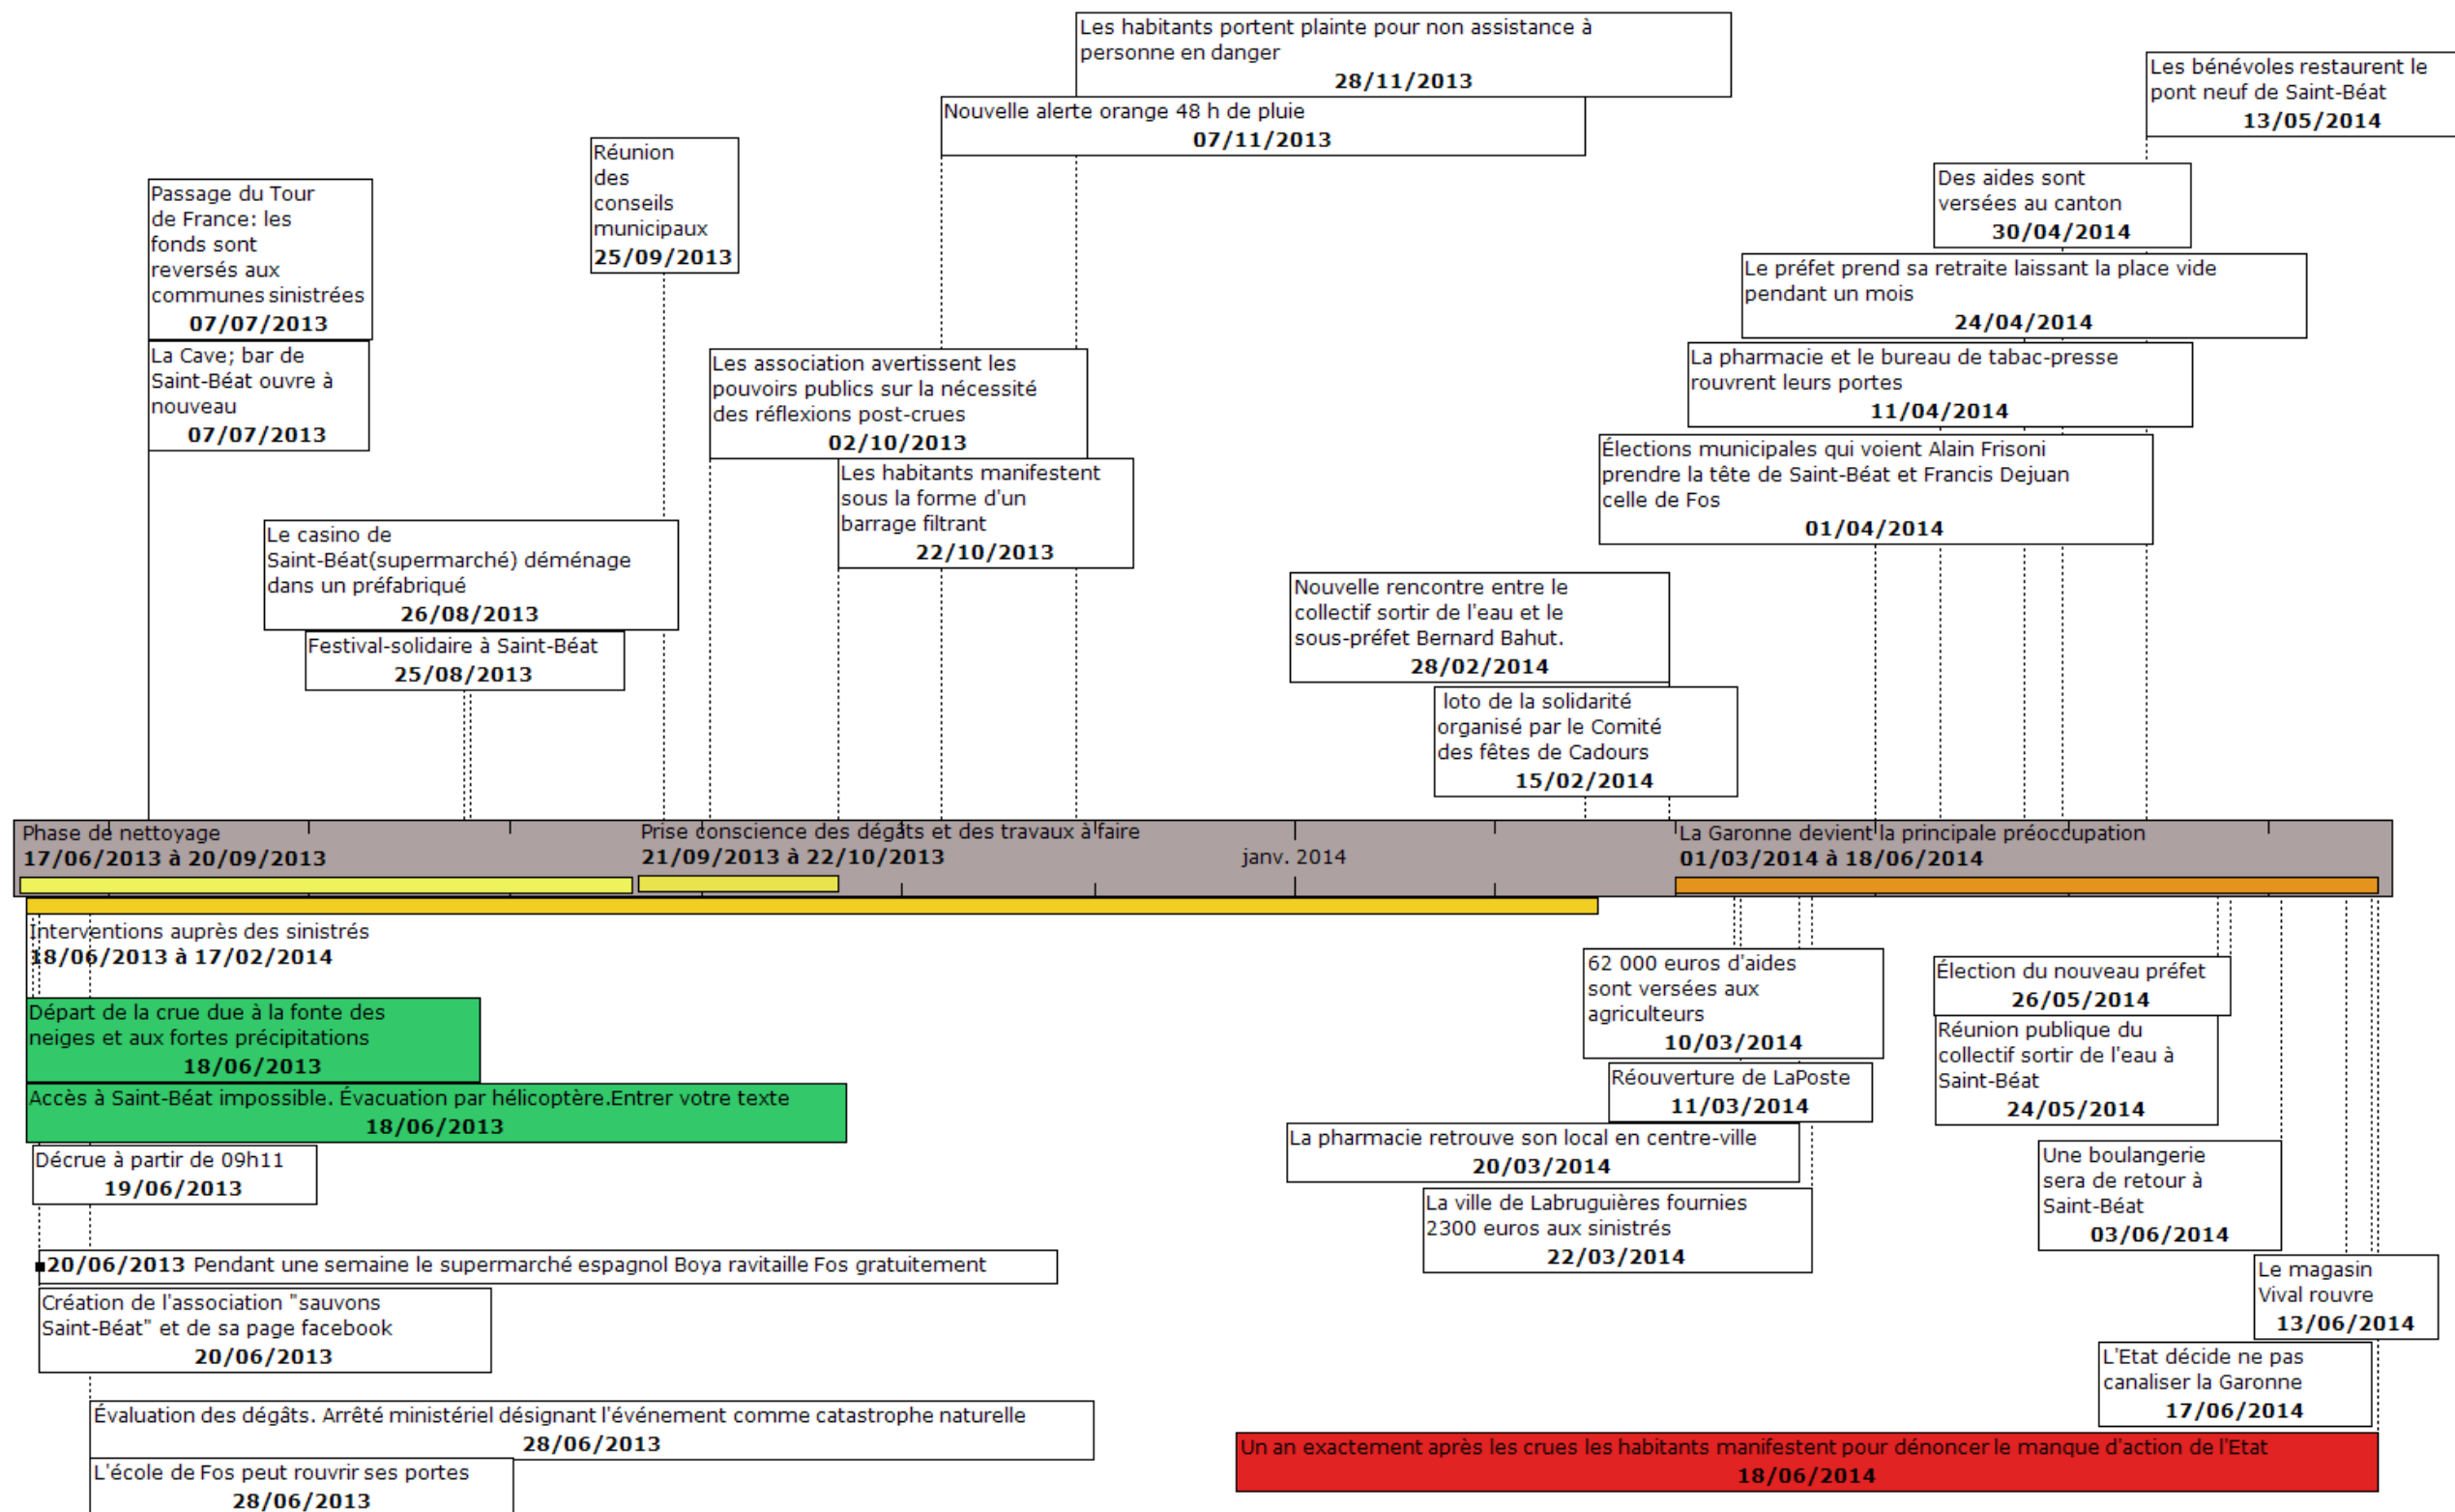 Les habitants portent plainte pour non assistance à
personne en danger
28/11/2013
Les bénévoles restaurent le
pont neuf de Saint-Béat
13/05/2014
Nouvelle alerte orange 48 h de pluie
07/11/2013
Réunion
des
conseils
municipaux
25/09/2013
Passage du Tour
de France: les
fonds sont
reversés aux
communes sinistrées
07/07/2013
Des aides sont
versées au canton
30/04/2014
Le préfet prend sa retraite laissant la place vide
pendant un mois
24/04/2014
La Cave; bar de
Saint-Béat ouvre à
nouveau
07/07/2013
Les association avertissent les
pouvoirs publics sur la nécessité
des réflexions post-crues
02/10/2013
La pharmacie et le bureau de tabac-presse
rouvrent leurs portes
11/04/2014
Élections municipales qui voient Alain Frisoni
prendre la tête de Saint-Béat et Francis Dejuan
celle de Fos
01/04/2014
Les habitants manifestent
sous la forme d'un
barrage filtrant
22/10/2013
Le casino de
Saint-Béat(supermarché) déménage
dans un préfabriqué
26/08/2013
Nouvelle rencontre entre le
collectif sortir de l'eau et le
sous-préfet Bernard Bahut.
28/02/2014
Festival-solidaire à Saint-Béat
25/08/2013
loto de la solidarité
organisé par le Comité
des fêtes de Cadours
15/02/2014
Phase de nettoyage
17/06/2013 à 20/09/2013
Prise conscience des dégâts et des travaux à faire
21/09/2013 à 22/10/2013
janv. 2014
La Garonne devient la principale préoccupation
01/03/2014 à 18/06/2014
Interventions auprès des sinistrés
18/06/2013 à 17/02/2014
Départ de la crue due à la fonte des
neiges et aux fortes précipitations
18/06/2013
Accès à Saint-Béat impossible. Évacuation par hélicoptère.Entrer votre texte
18/06/2013
Décrue à partir de 09h11
19/06/2013
20/06/2013 Pendant une semaine le supermarché espagnol Boya ravitaille Fos gratuitement
Création de l'association "sauvons
Saint-Béat" et de sa page facebook
20/06/2013
Évaluation des dégâts. Arrêté ministériel désignant l'événement comme catastrophe naturelle
28/06/2013
L'école de Fos peut rouvrir ses portes
28/06/2013
62 000 euros d'aides
sont versées aux
agriculteurs
10/03/2014
Réouverture de LaPoste
11/03/2014
La pharmacie retrouve son local en centre-ville
20/03/2014
La ville de Labruguières fournies
2300 euros aux sinistrés
22/03/2014
Élection du nouveau préfet
26/05/2014
Réunion publique du
collectif sortir de l'eau à
Saint-Béat
24/05/2014
Une boulangerie
sera de retour à
Saint-Béat
03/06/2014
Le magasin
Vival rouvre
13/06/2014
L'Etat décide ne pas
canaliser la Garonne
17/06/2014
Un an exactement après les crues les habitants manifestent pour dénoncer le manque d'action de l'Etat
18/06/2014